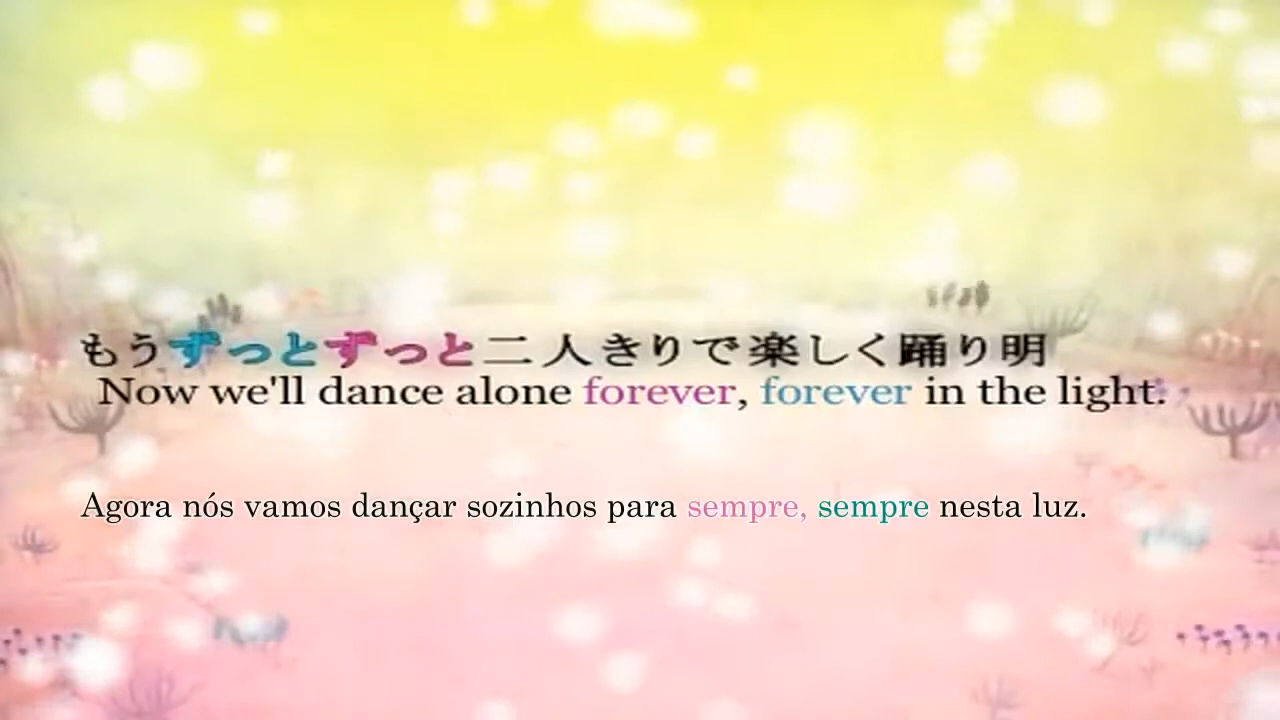 もうずっとずっと二人きりで楽しく踊り明
Now we'll dance alone forever, forever in the light.
Agora nós vamos dançar sozinhos para sempre, sempre nesta luz.